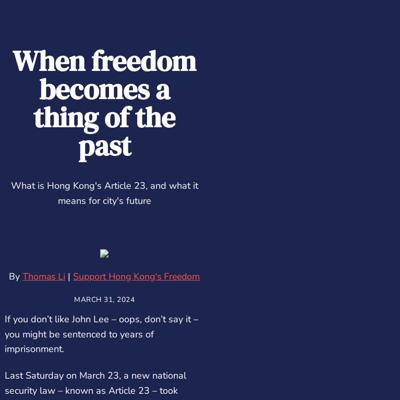 When freedom
becomes a
thing of the
past
What is Hong Kong's Article 23, and what it
means for city's future
By Thomas Li | Support Hong Kong's Freedom
MARCH 31, 2024
If you don’t like John Lee – oops, don’t say it –
you might be sentenced to years of
imprisonment.
Last Saturday on March 23, a new national
security law – known as Article 23 – took